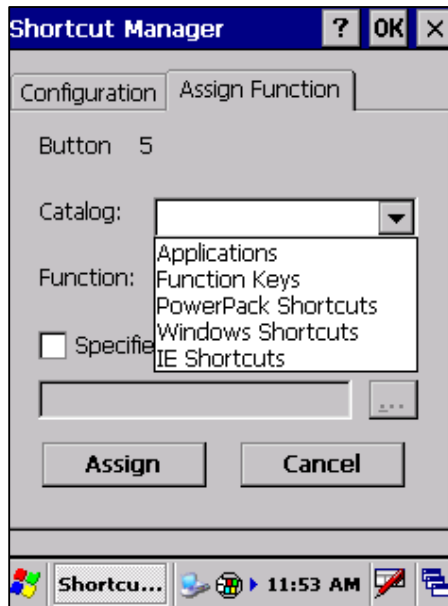 Shortcut Manager ? OK ×
Configuration Assign Function
Button 5
Catalog:
Applications
Function: Function Keys
PowerPack Shortcuts
Windows Shortcuts
Specifie IE Shortcuts
...
Assign Cancel
Shortcu... 11:53 AM